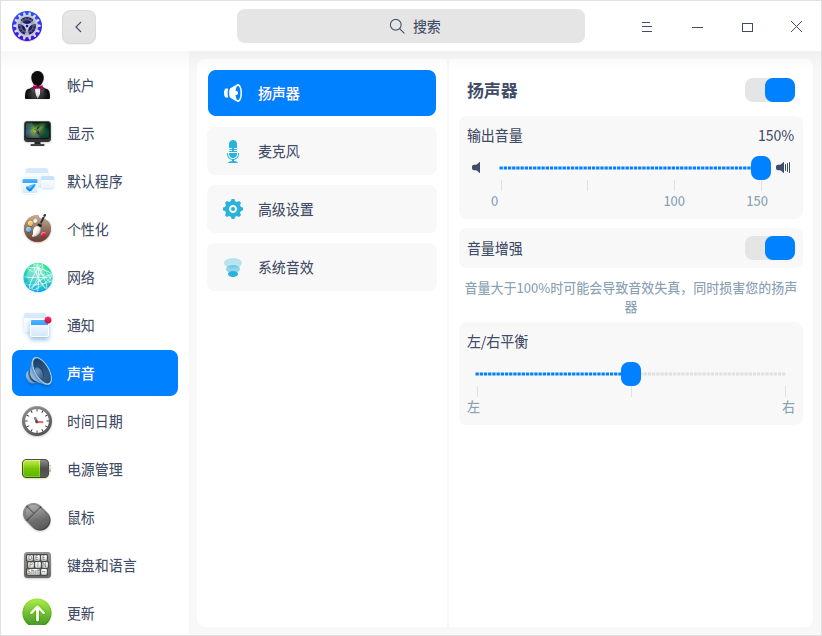 搜索
帐户
显示
默认程序
个性化
网络
通知
声音
时间日期
电源管理
鼠标
键盘和语言
更新
扬声器
麦克风
高级设置
系统音效
扬声器
输出音量 150%
0 100 150
音量增强
音量大于100%时可能会导致音效失真，同时损害您的扬声
器
左/右平衡
左 右